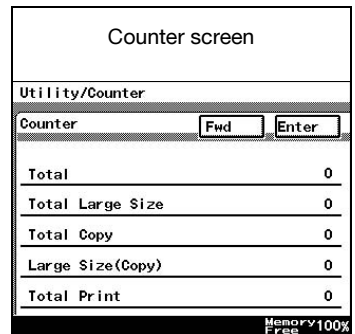 Counter screen
Utility/Counter
Counter Fwd Enter
Total 0
Total Large Size 0
Total Copy 0
Large Size(Copy) 0
Total Print 0
Memory Free 100%